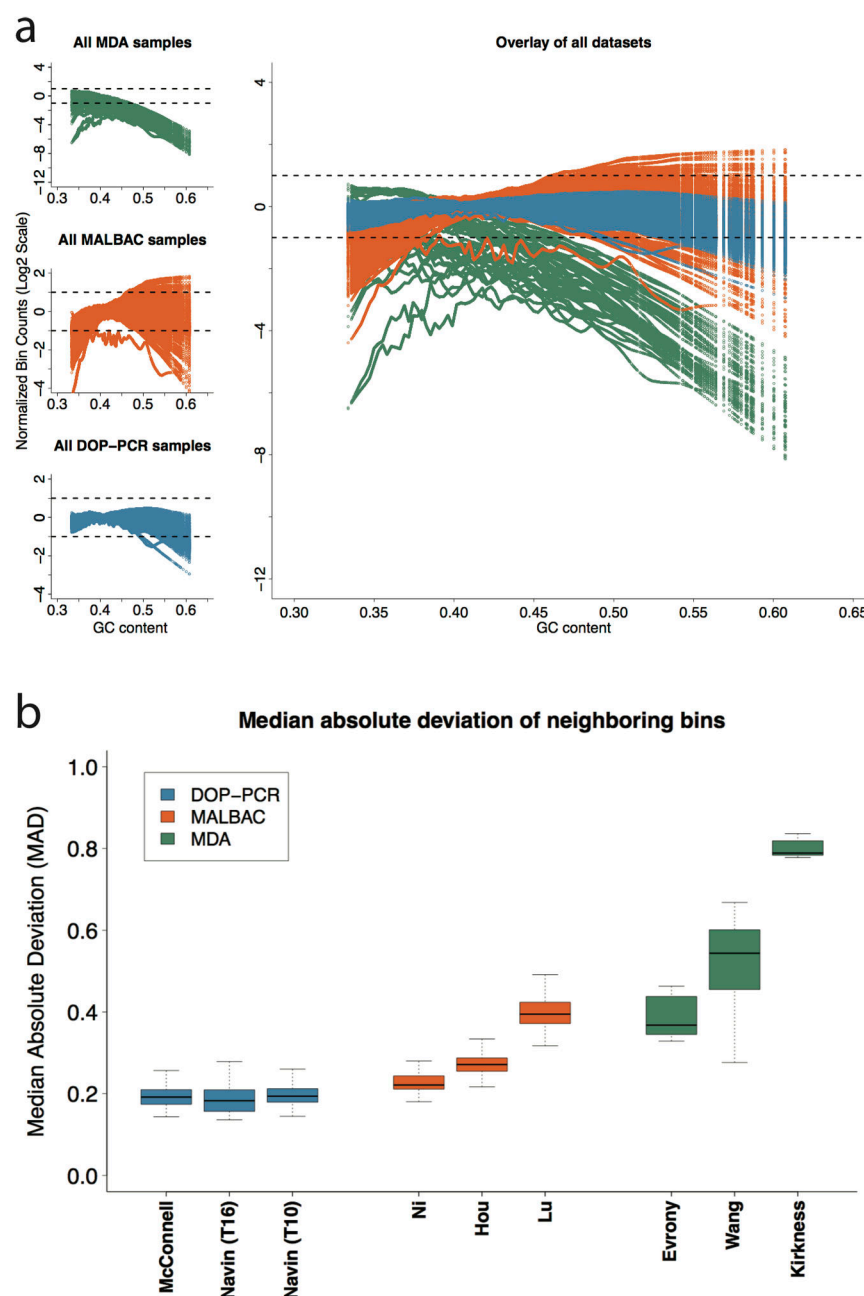 a
All MDA samples
4
0
−4
−8
−12
0.3
0.4
0.5
0.6
All MALBAC samples
Normalized Bin Counts (Log2 Scale)
4
2
0
−2
−4
0.3
0.4
0.5
0.6
All DOP−PCR samples
2
0
−2
−4
0.3
0.4
0.5
0.6
GC content
Overlay of all datasets
4
0
−4
−8
−12
0.30
0.35
0.40
0.45
0.50
0.55
0.60
0.65
GC content
b
Median absolute deviation of neighboring bins
Median Absolute Deviation (MAD)
1.0
0.8
0.6
0.4
0.2
0.0
DOP−PCR
MALBAC
MDA
McConnell
Navin (T16)
Navin (T10)
Ni
Hou
Lu
Evrony
Wang
Kirkness